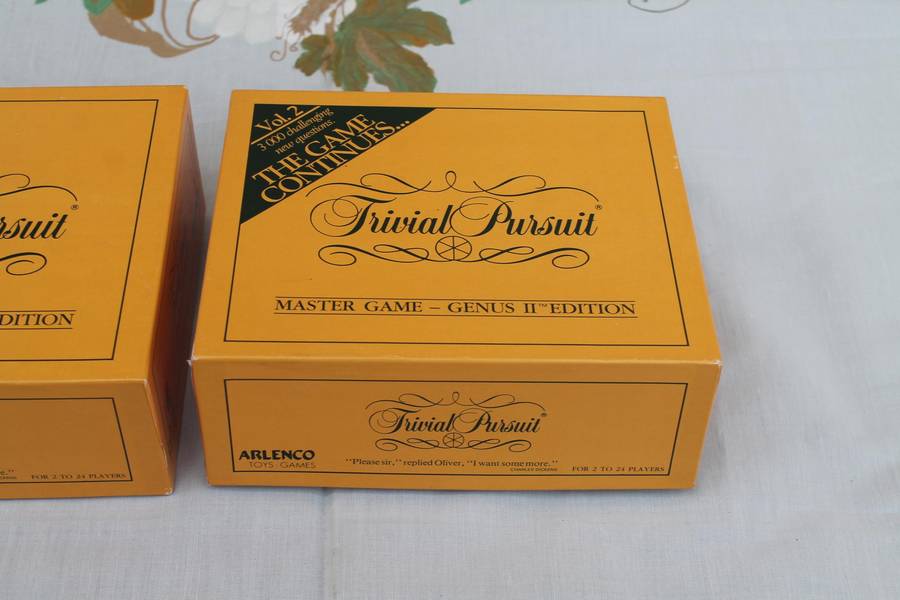 Vol. 2
3 000 challenging
new questions.
THE GAME
CONTINUES...
Trivial Pursuit®
MASTER GAME – GENUS II™ EDITION
Trivial Pursuit®
ARLENCO
TOYS: GAMES
"Please sir," replied Oliver, "I want some more."
CHARLES DICKENS
FOR 2 TO 24 PLAYERS
rsuit®
DITION
e."
FOR 2 TO 24 PLAYERS